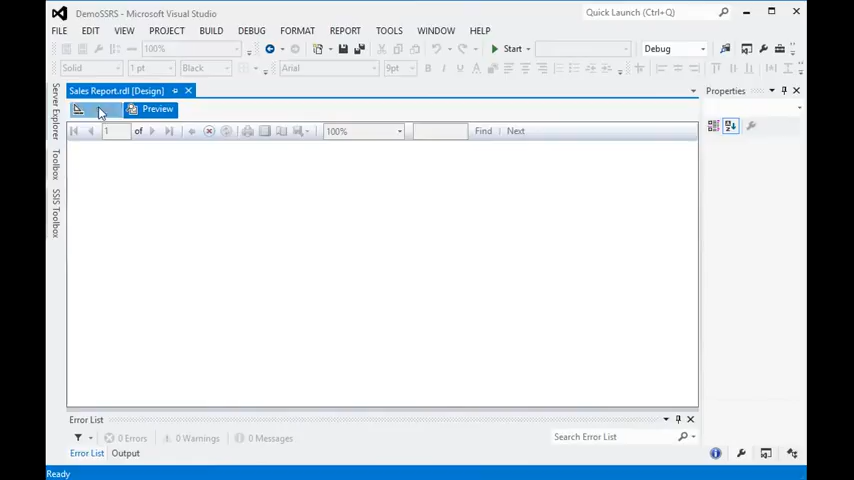 DemoSSRS - Microsoft Visual Studio
Quick Launch (Ctrl+Q)
FILE EDIT VIEW PROJECT BUILD DEBUG FORMAT REPORT TOOLS WINDOW HELP
100% Start Debug
Solid 1 pt Black Arial 9pt B I U A
Sales Report.rdl [Design]
Properties
Preview
1 of 100% Find | Next
Server Explorer
Toolbox
SSIS Toolbox
Error List
0 Errors 0 Warnings 0 Messages Search Error List
Error List Output
Ready